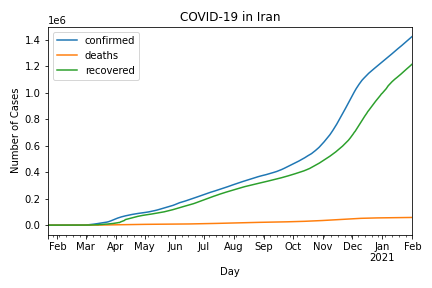 COVID-19 in Iran
1e6
confirmed
deaths
recovered
Number of Cases
1.4
1.2
1.0
0.8
0.6
0.4
0.2
0.0
Feb Mar Apr May Jun Jul Aug Sep Oct Nov Dec Jan Feb
2021
Day